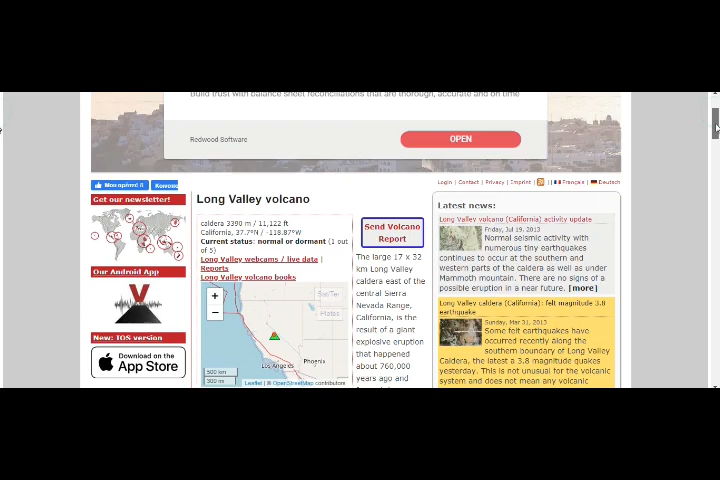 Build trust with balance sheet reconciliations that are thorough, accurate and on time
Redwood Software
OPEN
Login | Contact | Privacy | Imprint | || Français / Deutsch
Get our newsletter!
Our Android App
New: IOS version
Download on the
App Store
Long Valley volcano
caldera 3390 m / 11,122 ft
California, 37.7°N / -118.87°W
Current status: normal or dormant (1 out
of 5)
Long Valley webcams / live data |
Reports
Long Valley volcano books
+
−
Los Angeles
Phoenix
500 km
300 mi
Leaflet | © OpenStreetMap contributors
Send Volcano
Report
The large 17 x 32
km Long Valley
caldera east of the
central Sierra
Nevada Range,
California, is the
result of a giant
explosive eruption
that happened
about 760,000
years ago and
Latest news:
Long Valley volcano (California) activity update
Friday, Jul 19, 2013
Normal seismic activity with
numerous tiny earthquakes
continues to occur at the southern and
western parts of the caldera as well as under
Mammoth mountain. There are no signs of a
possible eruption in a near future. [more]
Long Valley caldera (California): felt magnitude 3.8
earthquake
Sunday, Mar 31, 2013
Some felt earthquakes have
occurred recently along the
southern boundary of Long Valley
Caldera, the latest a 3.8 magnitude quakes
yesterday. This is not unusual for the volcanic
system and does not mean any volcanic